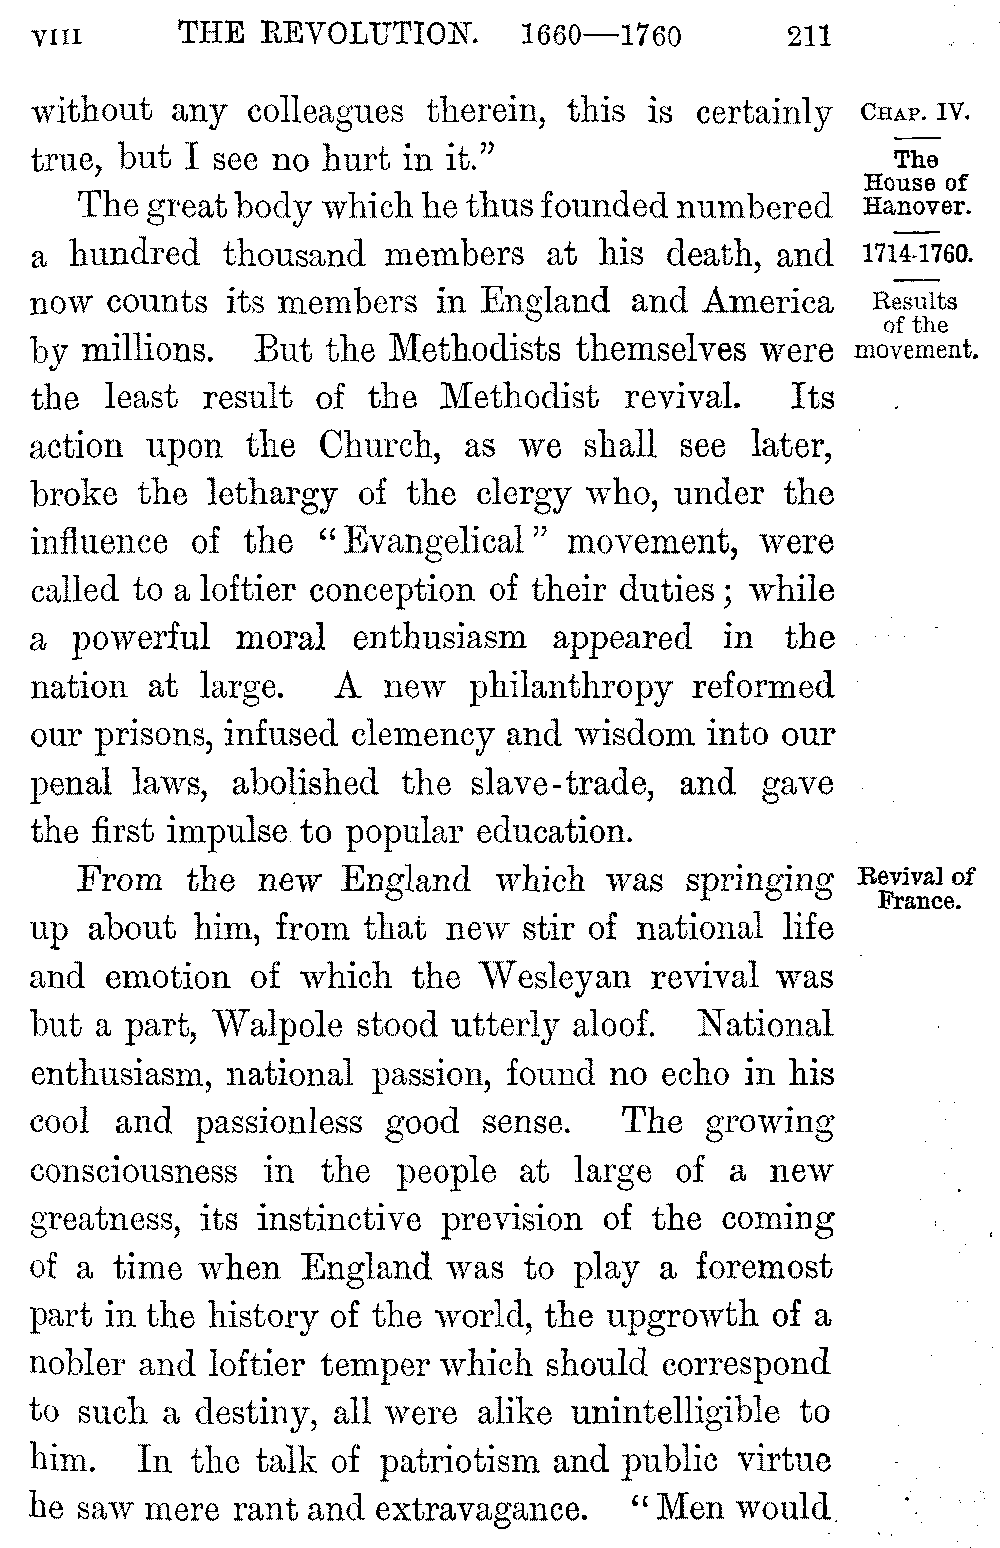 VIII THE REVOLUTION. 1660—1760 211
without any colleagues therein, this is certainly
true, but I see no hurt in it.”
The great body which he thus founded numbered
a hundred thousand members at his death, and
now counts its members in England and America
by millions. But the Methodists themselves were
the least result of the Methodist revival. Its
action upon the Church, as we shall see later,
broke the lethargy of the clergy who, under the
influence of the “Evangelical” movement, were
called to a loftier conception of their duties; while
a powerful moral enthusiasm appeared in the
nation at large. A new philanthropy reformed
our prisons, infused clemency and wisdom into our
penal laws, abolished the slave-trade, and gave
the first impulse to popular education.
From the new England which was springing
up about him, from that new stir of national life
and emotion of which the Wesleyan revival was
but a part, Walpole stood utterly aloof. National
enthusiasm, national passion, found no echo in his
cool and passionless good sense. The growing
consciousness in the people at large of a new
greatness, its instinctive prevision of the coming
of a time when England was to play a foremost
part in the history of the world, the upgrowth of a
nobler and loftier temper which should correspond
to such a destiny, all were alike unintelligible to
him. In the talk of patriotism and public virtue
he saw mere rant and extravagance. “Men would
CHAP. IV.
The
House of
Hanover.
1714-1760.
Results
of the
movement.
Revival of
France.